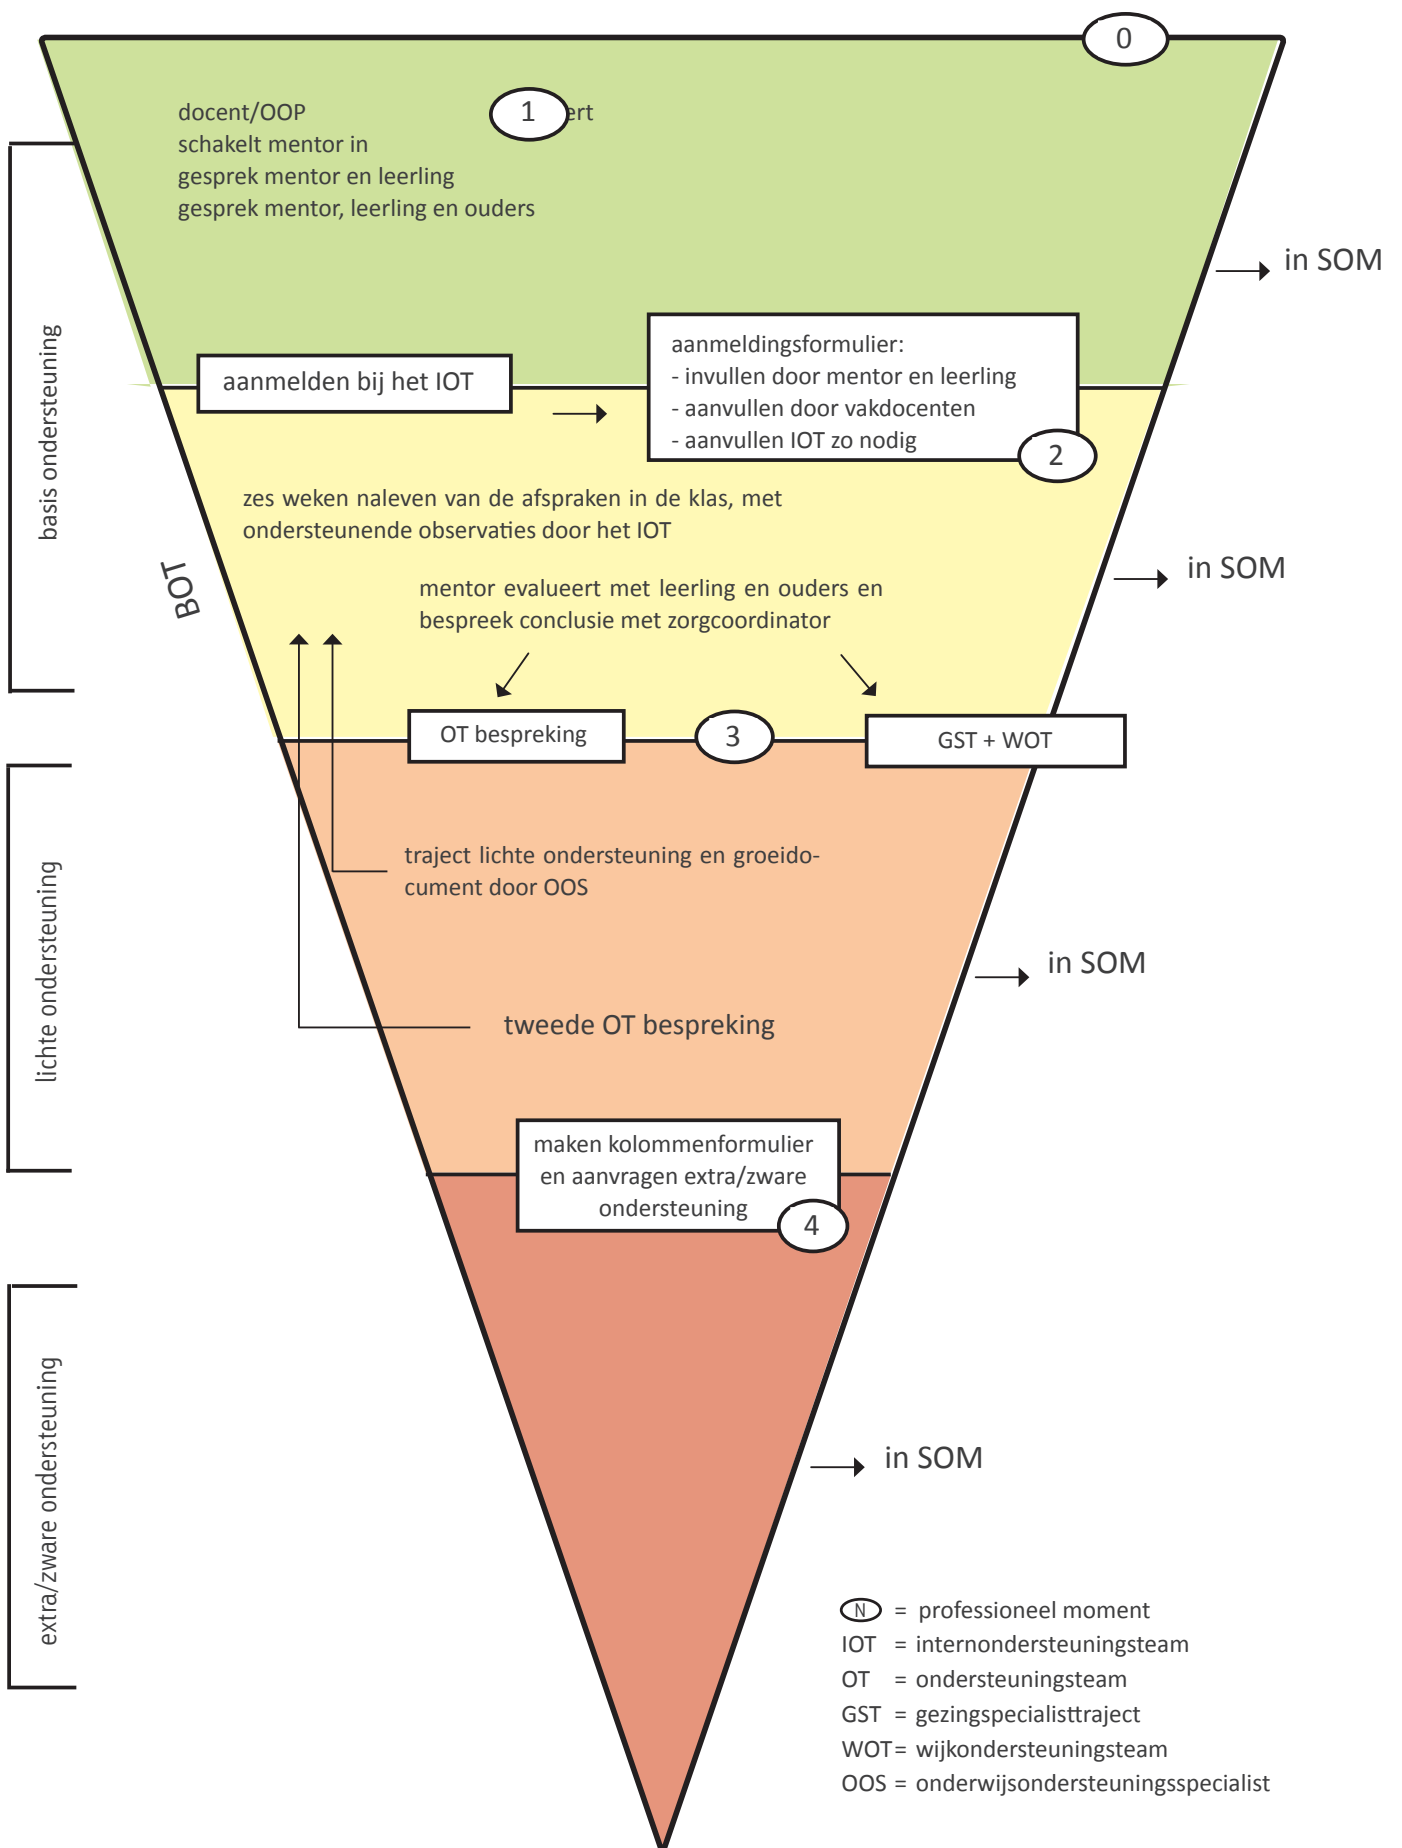 0
docent/OOP 1 ert
schakelt mentor in
gesprek mentor en leerling
gesprek mentor, leerling en ouders
in SOM
basis ondersteuning
aanmelden bij het IOT
aanmeldingsformulier:
- invullen door mentor en leerling
- aanvullen door vakdocenten
- aanvullen IOT zo nodig
2
zes weken naleven van de afspraken in de klas, met
ondersteunende observaties door het IOT
BOT
in SOM
mentor evalueert met leerling en ouders en
bespreek conclusie met zorgcoordinator
OT bespreking
3
GST + WOT
lichte ondersteuning
traject lichte ondersteuning en groeido-
cument door OOS
in SOM
tweede OT bespreking
maken kolommenformulier
en aanvragen extra/zware
ondersteuning
4
extra/zware ondersteuning
in SOM
N = professioneel moment
IOT = internondersteuningsteam
OT = ondersteuningsteam
GST = gezingspecialisttraject
WOT= wijkondersteuningsteam
OOS = onderwijsondersteuningsspecialist